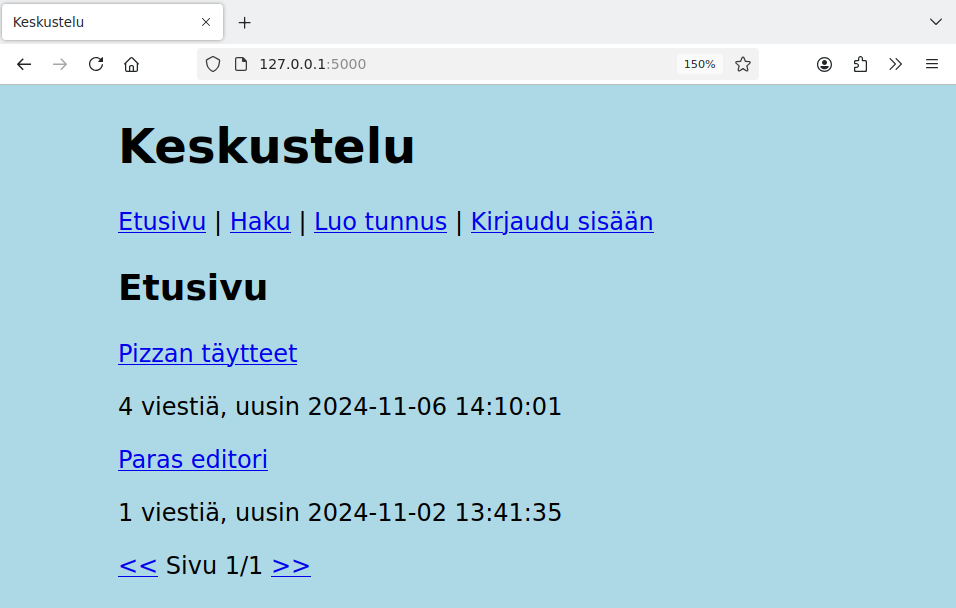 Keskustelu
127.0.0.1:5000
150%
Keskustelu
Etusivu | Haku | Luo tunnus | Kirjaudu sisään
Etusivu
Pizzan täytteet
4 viestiä, uusin 2024-11-06 14:10:01
Paras editori
1 viestiä, uusin 2024-11-02 13:41:35
<< Sivu 1/1 >>